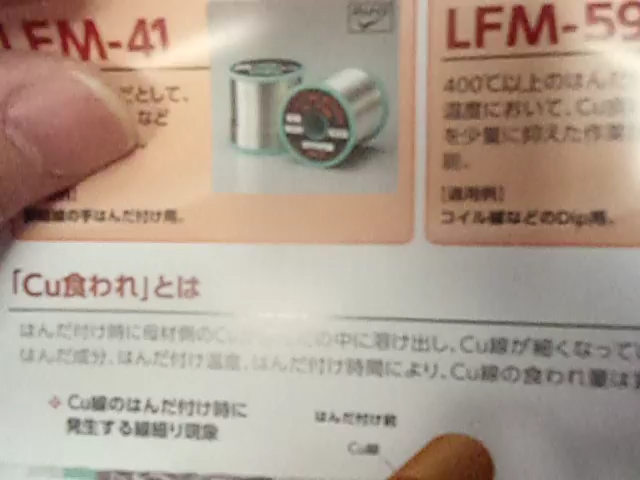 LFM-41
として、
など
の手はんだ付け用。
LFM-59
400℃以上のはんだ
温度において、Cu
を少量に抑えた作業
能。
[適用例]
コイル線などのDip用。
「Cu食われ」とは
はんだ付け時に母材側のCuが の中に溶け出し、Cu線が細くなって
はんだ成分、はんだ付け温度、はんだ付け時間により、Cu線の食われ量は
Cu線のはんだ付け時に
発生する線細り現象
はんだ付け前
Cu線